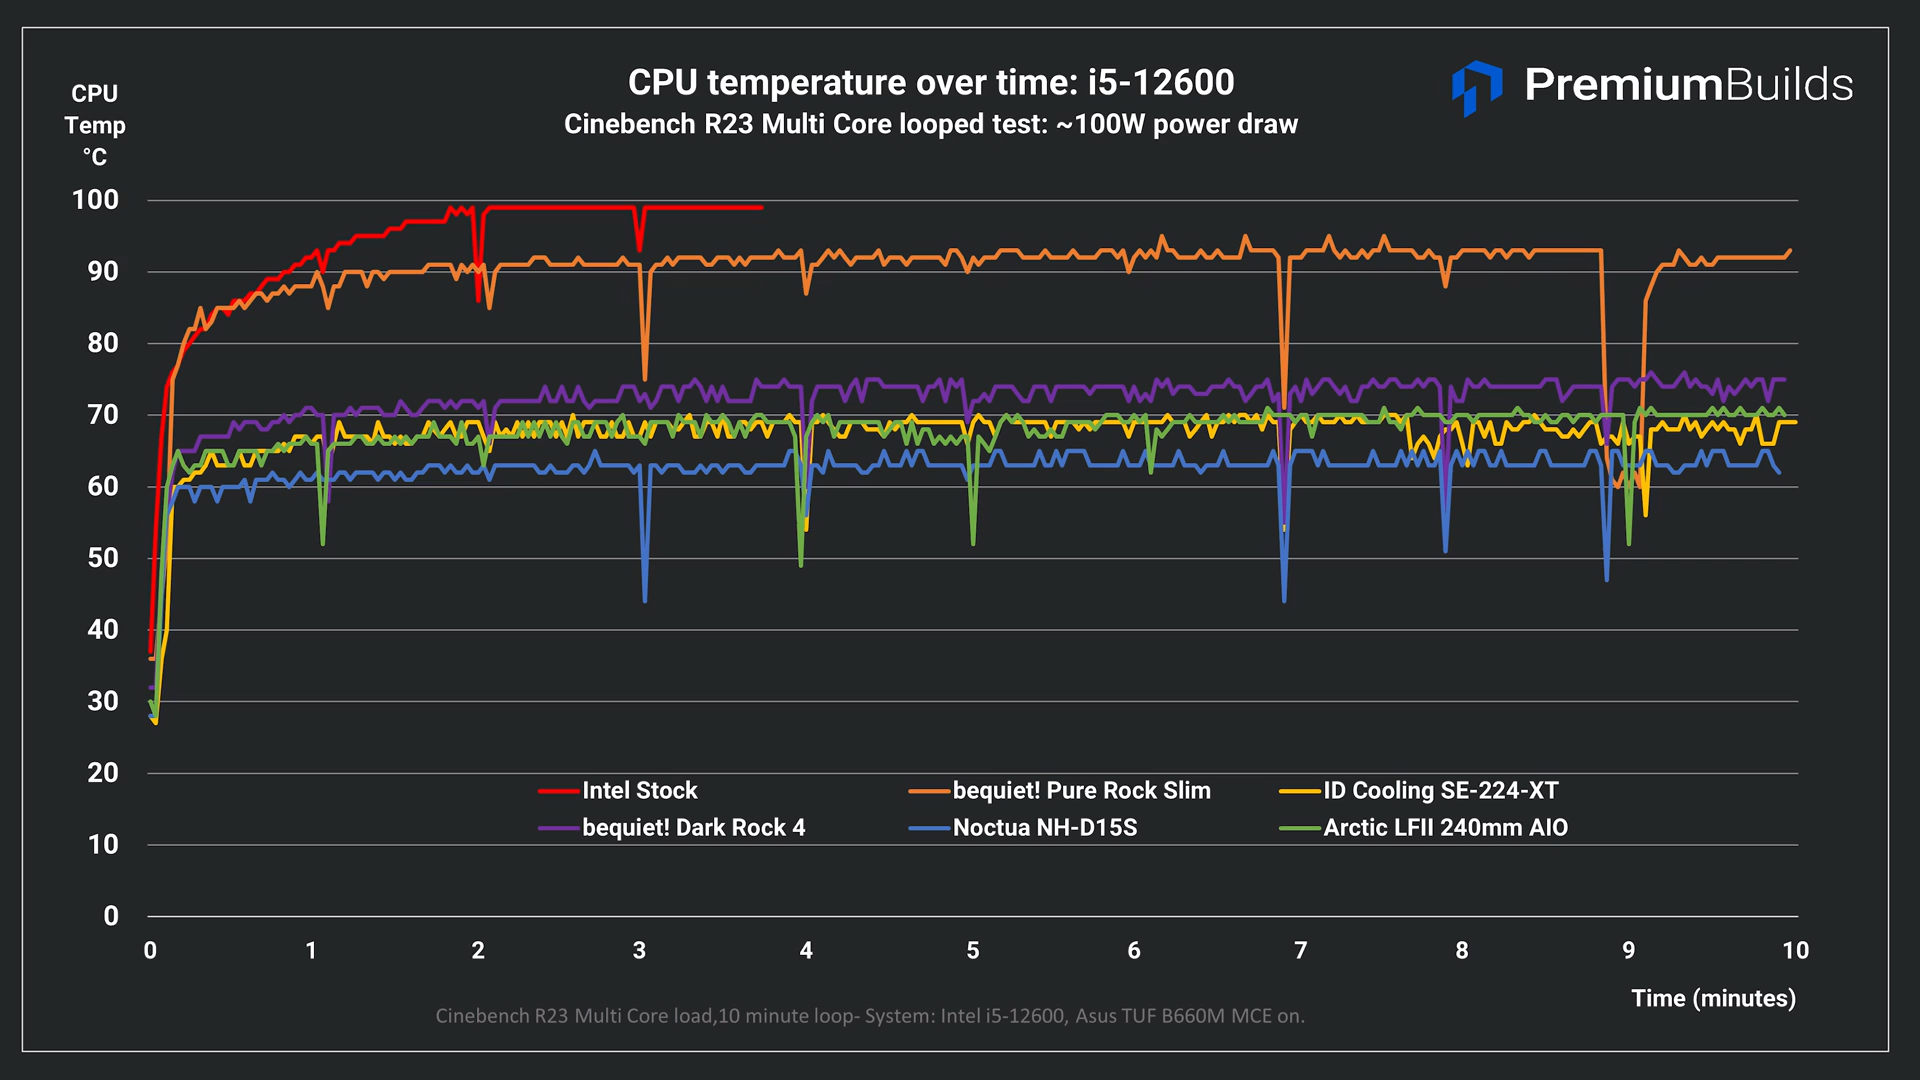 CPU temperature over time: i5-12600
Cinebench R23 Multi Core looped test: ~100W power draw
PremiumBuilds
CPU
Temp
°C
100
90
80
70
60
50
40
30
20
10
0
Intel Stock
bequiet! Pure Rock Slim
ID Cooling SE-224-XT
bequiet! Dark Rock 4
Noctua NH-D15S
Arctic LFII 240mm AIO
0 1 2 3 4 5 6 7 8 9 10
Time (minutes)
Cinebench R23 Multi Core load,10 minute loop- System: Intel i5-12600, Asus TUF B660M MCE on.